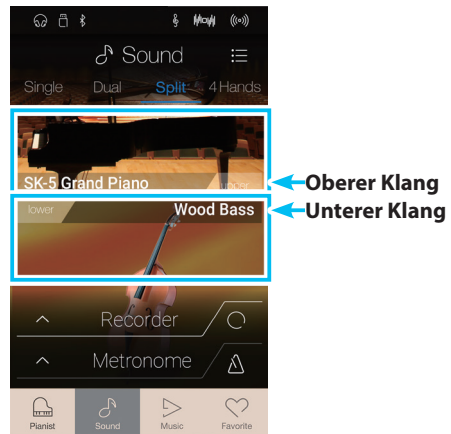 Sound
Single Dual Split 4 Hands
SK-5 Grand Piano upper
Oberer Klang
lower Wood Bass
Unterer Klang
Recorder
Metronome
Pianist Sound Music Favorite